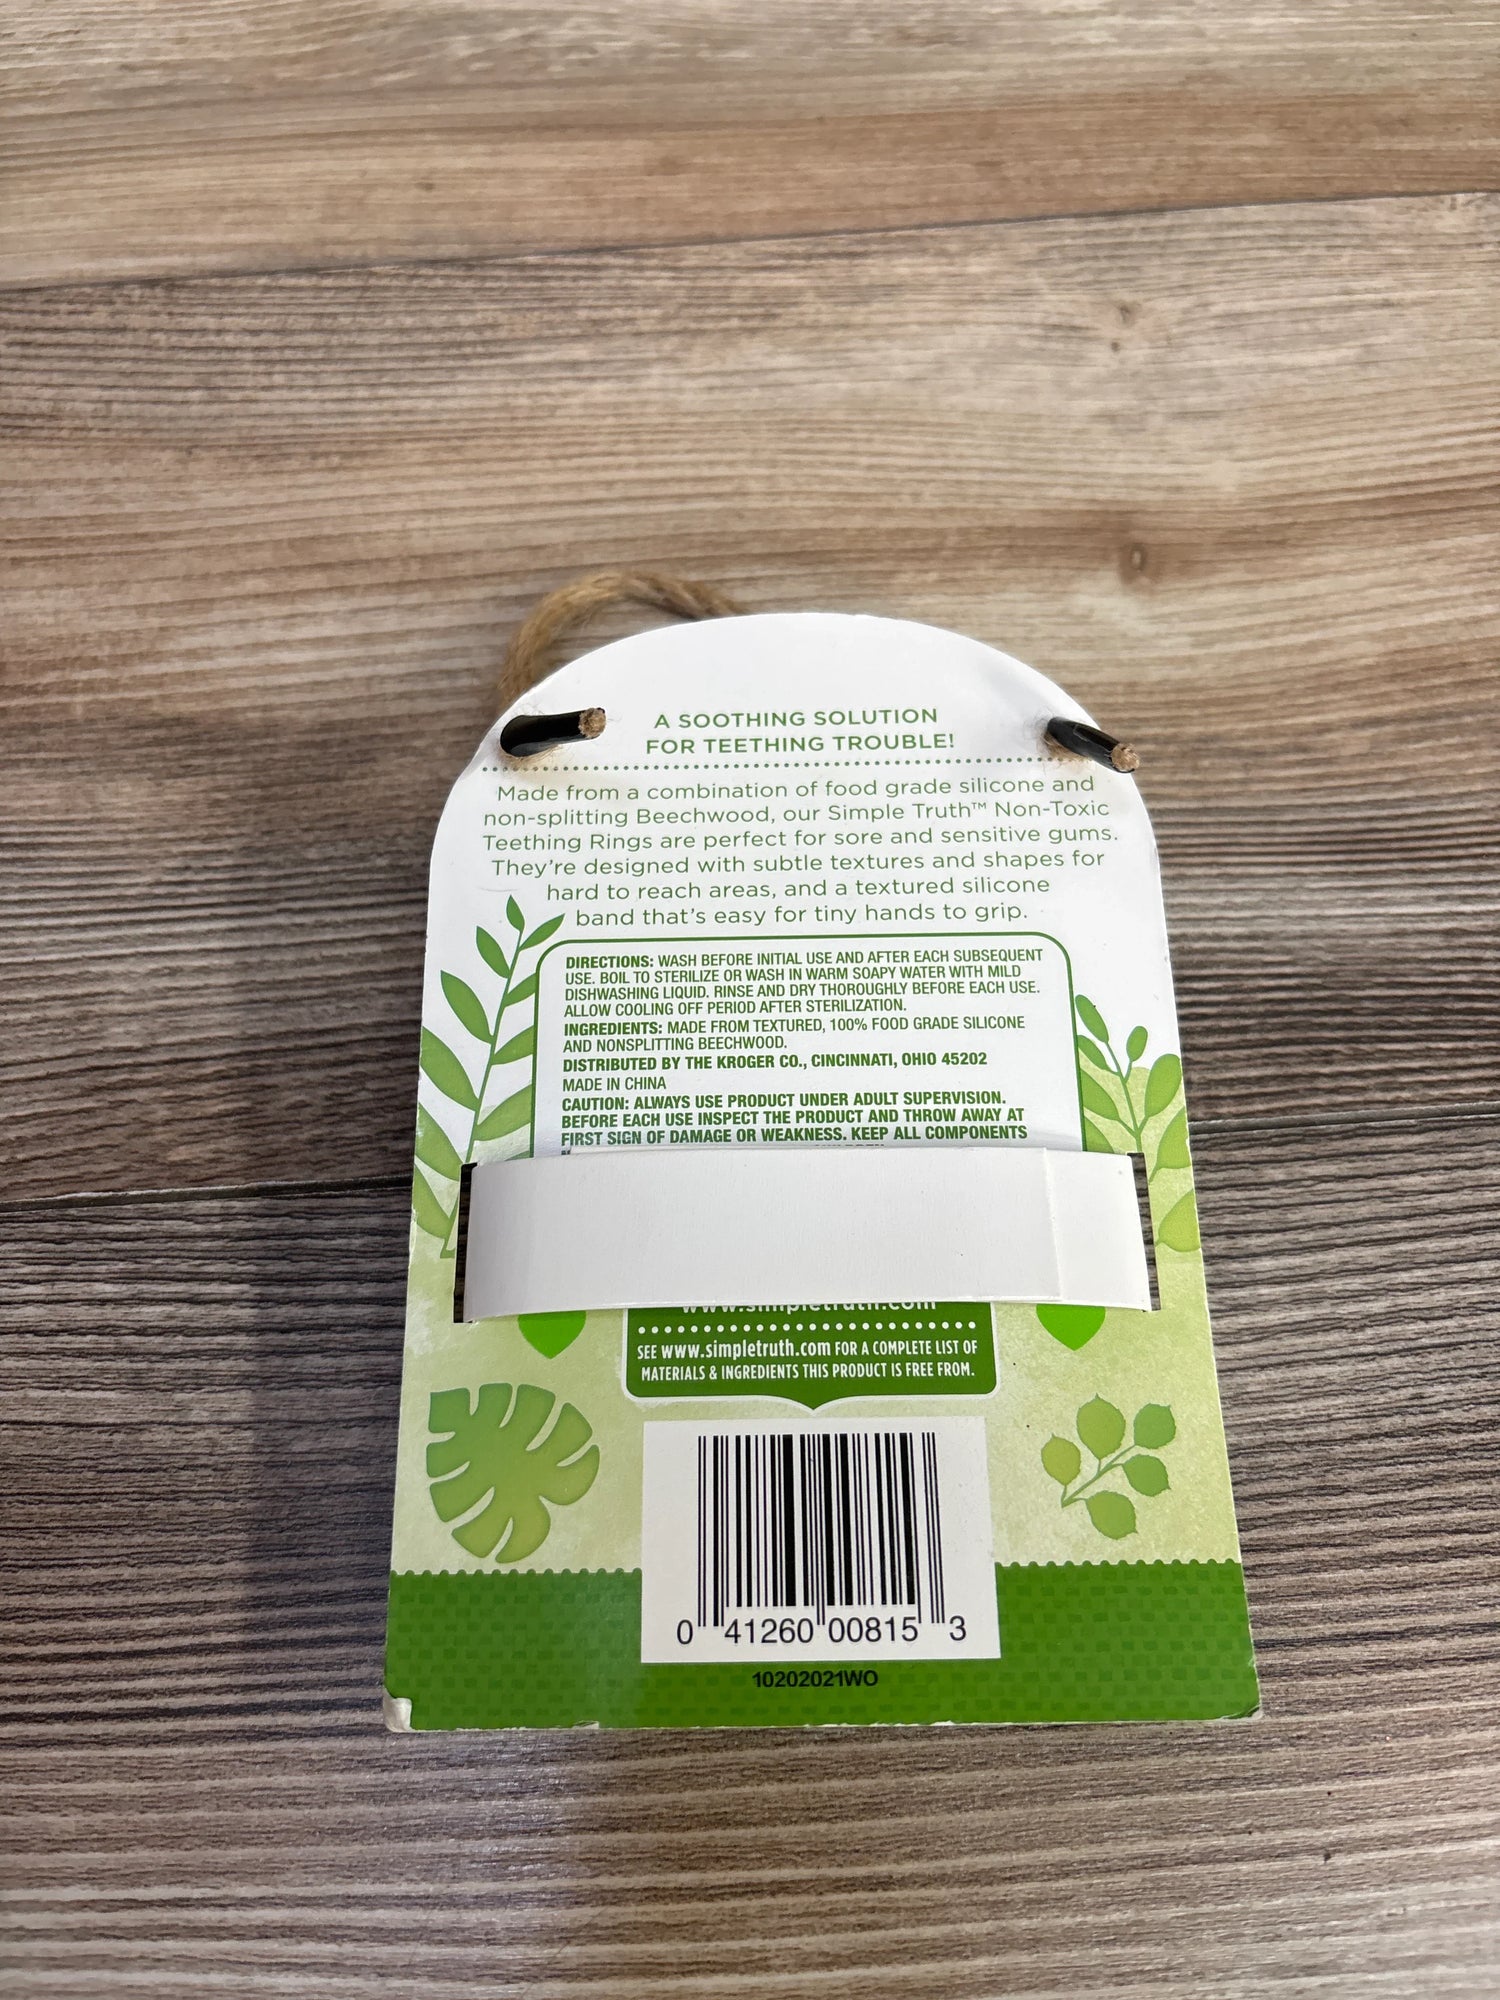 A SOOTHING SOLUTION
FOR TEETHING TROUBLE!
Made from a combination of food grade silicone and
non-splitting Beechwood, our Simple Truth™ Non-Toxic
Teething Rings are perfect for sore and sensitive gums.
They're designed with subtle textures and shapes for
hard to reach areas, and a textured silicone
band that's easy for tiny hands to grip.
DIRECTIONS: WASH BEFORE INITIAL USE AND AFTER EACH SUBSEQUENT
USE. BOIL TO STERILIZE OR WASH IN WARM SOAPY WATER WITH MILD
DISHWASHING LIQUID. RINSE AND DRY THOROUGHLY BEFORE EACH USE.
ALLOW COOLING OFF PERIOD AFTER STERILIZATION.
INGREDIENTS: MADE FROM TEXTURED, 100% FOOD GRADE SILICONE
AND NONSPLITTING BEECHWOOD.
DISTRIBUTED BY THE KROGER CO., CINCINNATI, OHIO 45202
MADE IN CHINA
CAUTION: ALWAYS USE PRODUCT UNDER ADULT SUPERVISION.
BEFORE EACH USE INSPECT THE PRODUCT AND THROW AWAY AT
FIRST SIGN OF DAMAGE OR WEAKNESS. KEEP ALL COMPONENTS
www.simpletruth.com
SEE www.simpletruth.com FOR A COMPLETE LIST OF
MATERIALS & INGREDIENTS THIS PRODUCT IS FREE FROM.
0 41260 00815 3
10202021WO